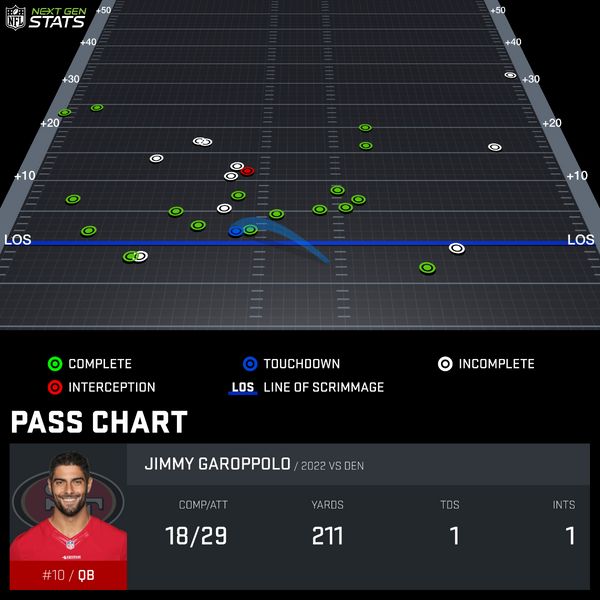 NFL NEXT GEN STATS
+50 +50
+40 +40
+30 +30
+20 +20
+10 +10
LOS LOS
COMPLETE TOUCHDOWN INCOMPLETE
INTERCEPTION LOS LINE OF SCRIMMAGE
PASS CHART
JIMMY GAROPPOLO / 2022 VS DEN
COMP/ATT YARDS TDS INTS
18/29 211 1 1
#10 / QB